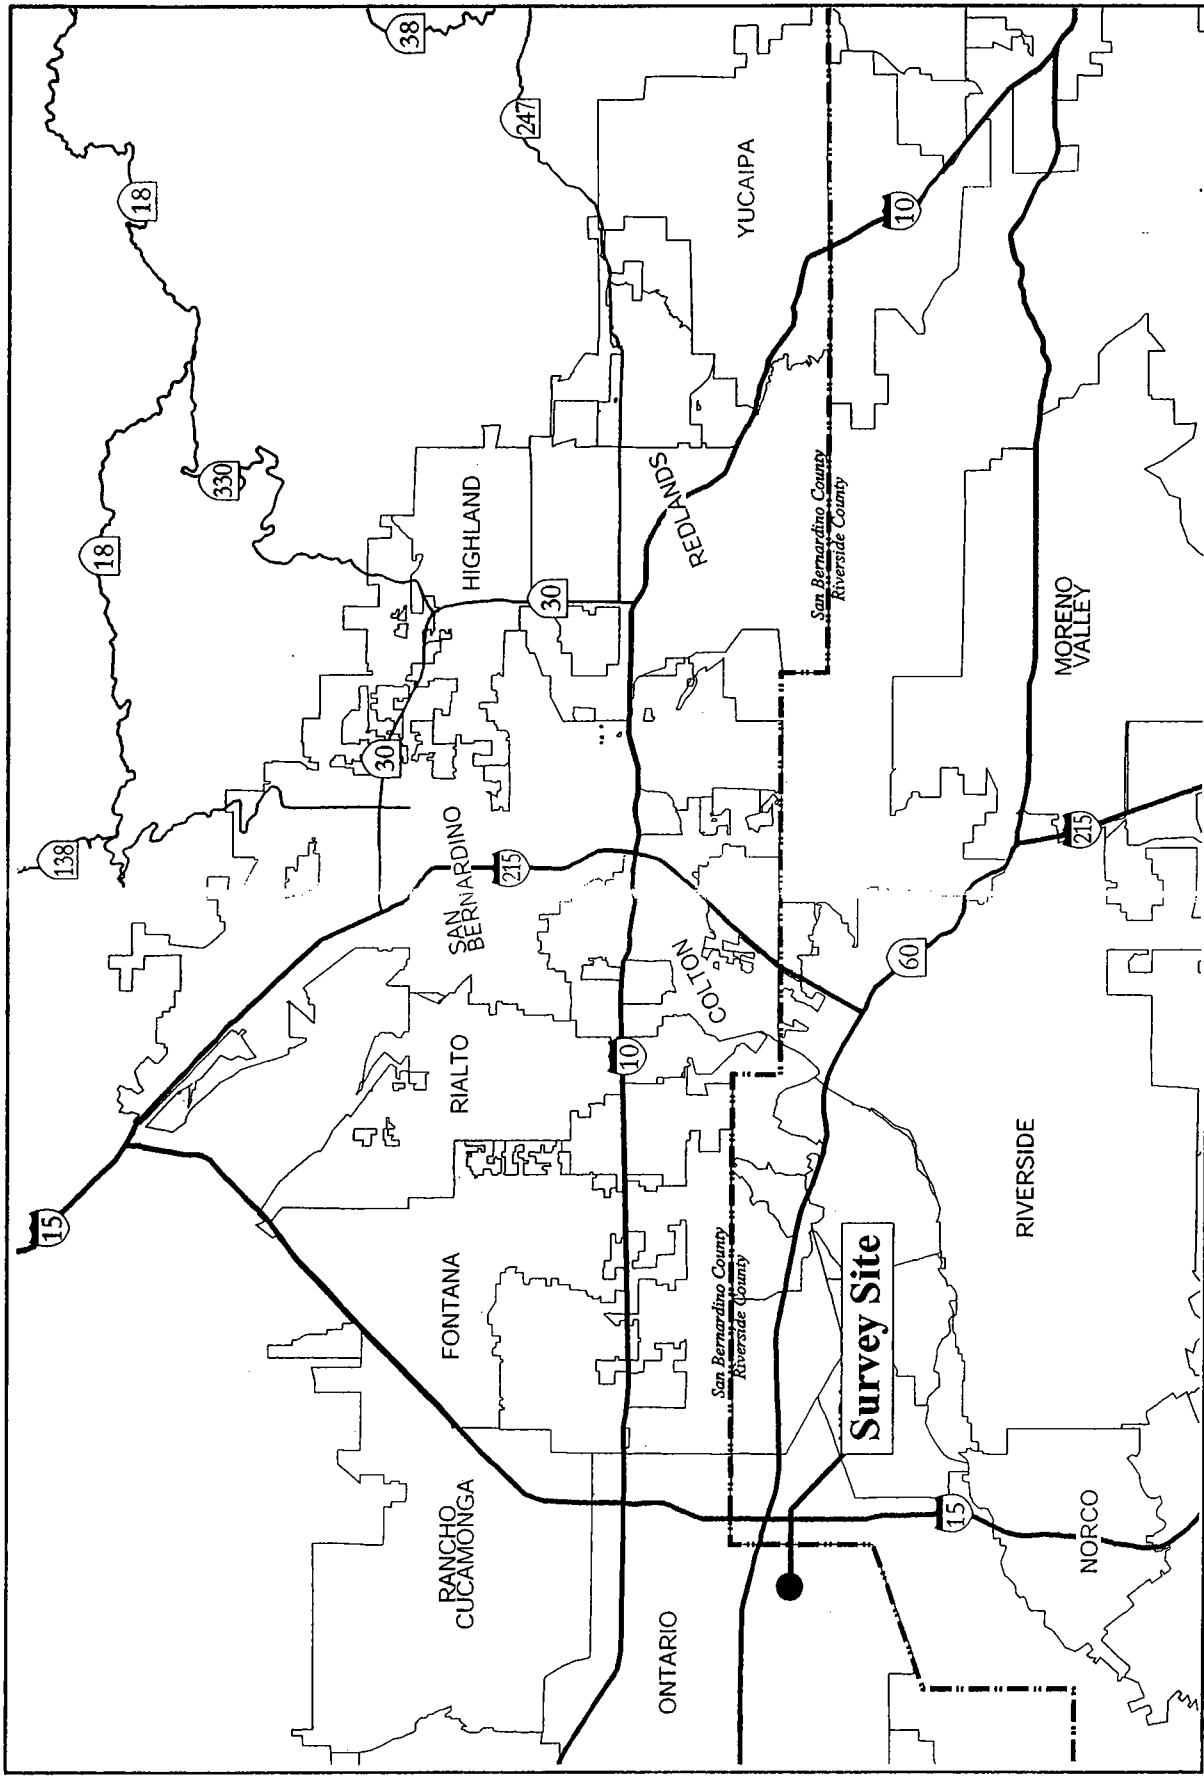 15
138
18
18
38
330
247
30
30
215
HIGHLAND
SAN
BERNARDINO
RIALTO
FONTANA
RANCHO
CUCAMONGA
ONTARIO
10
COLTON
REDLANDS
YUCAIPA
San Bernardino County
Riverside County
San Bernardino County
Riverside County
10
60
215
Survey Site
15
NORCO
RIVERSIDE
MORENO
VALLEY